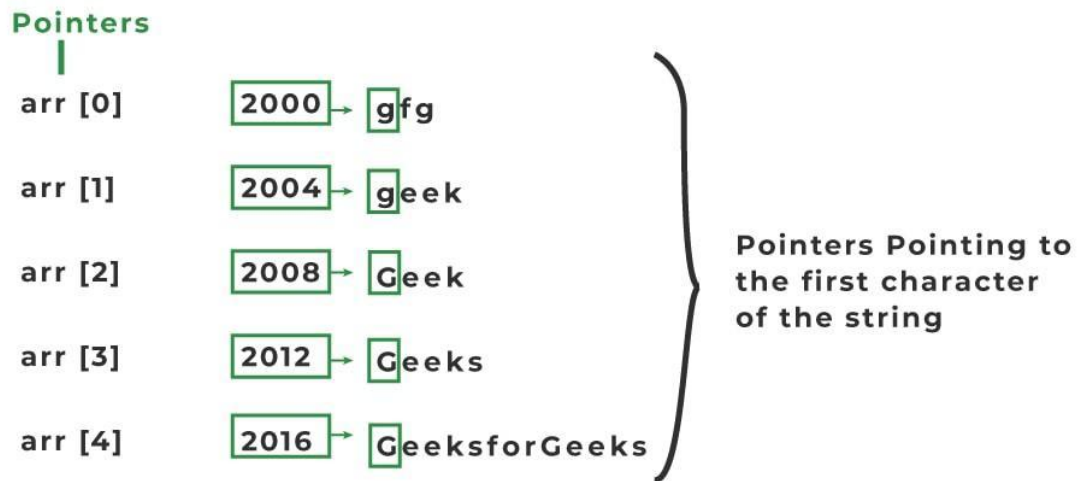 Pointers
arr [0] 2000 gfg
arr [1] 2004 geek
arr [2] 2008 Geek
arr [3] 2012 Geeks
arr [4] 2016 GeeksforGeeks
Pointers Pointing to
the first character
of the string